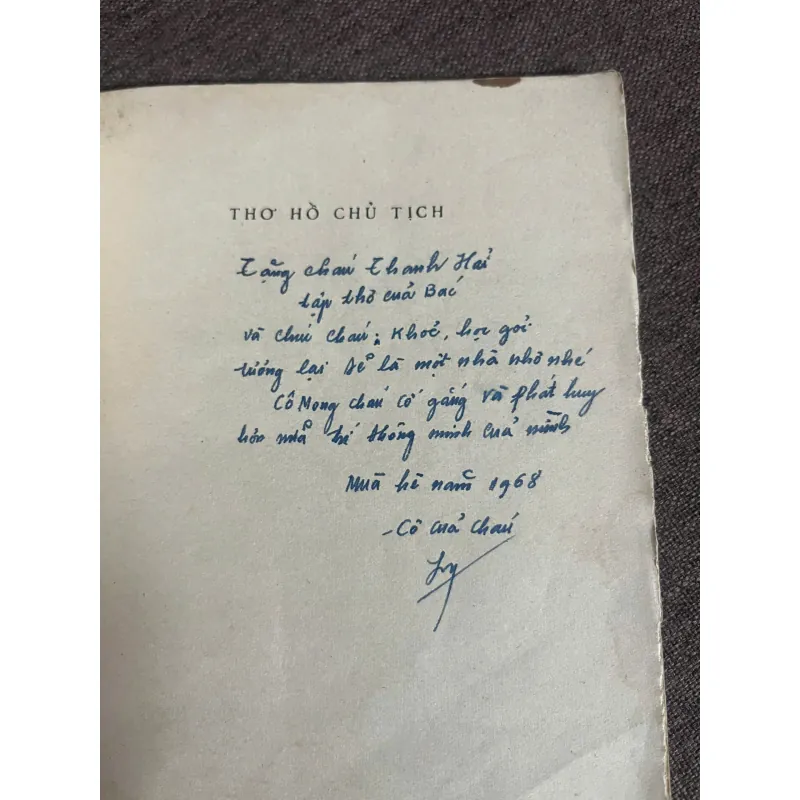 THƠ HỒ CHỦ TỊCH
Tặng cháu Thanh Hải
tập thơ của Bác
và chúc cháu: Khoẻ, học giỏi
tương lại sẽ là một nhà thơ nhé
Cô Mong cháu cố gắng và phát huy
hơn nữa trí thông minh của mình
Mùa hè năm 1968
- Cô của cháu